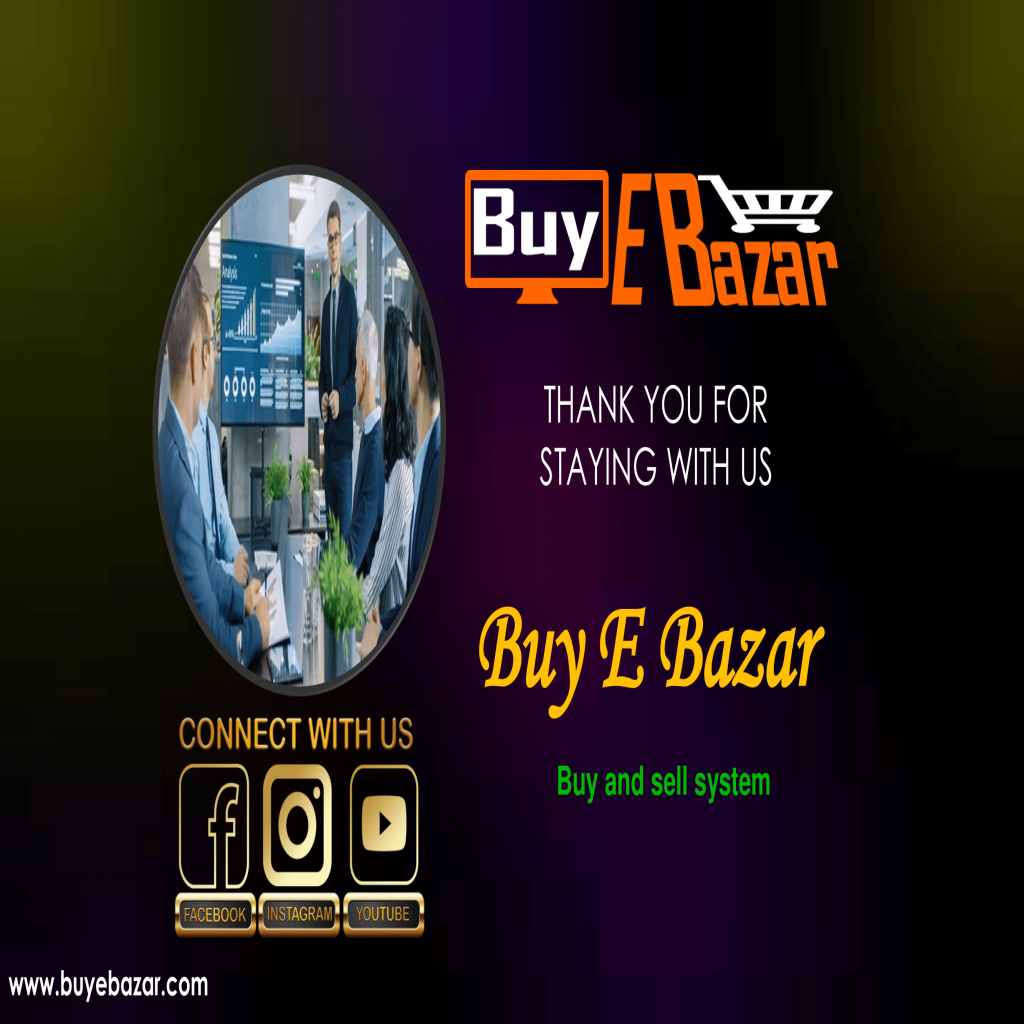 Buy E Bazar
THANK YOU FOR
STAYING WITH US
Analysis
Buy E Bazar
Buy and sell system
CONNECT WITH US
FACEBOOK INSTAGRAM YOUTUBE
www.buyebazar.com